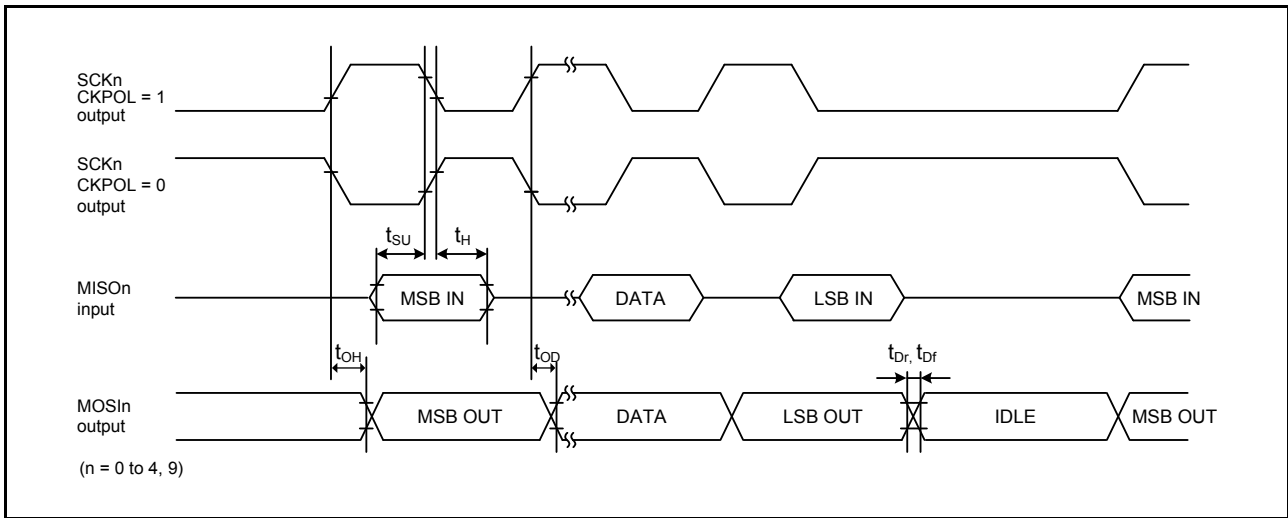 SCKn
CKPOL = 1
output
SCKn
CKPOL = 0
output
tSU
tH
MISOn
input
MSB IN
DATA
LSB IN
MSB IN
tOH
tOD
tDr, tDf
MOSIn
output
MSB OUT
DATA
LSB OUT
IDLE
MSB OUT
(n = 0 to 4, 9)